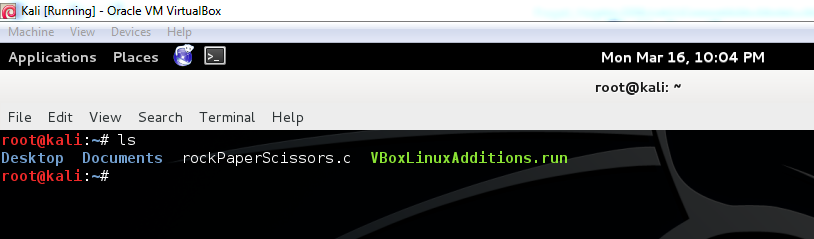 Kali [Running] - Oracle VM VirtualBox
Machine View Devices Help
Applications Places Mon Mar 16, 10:04 PM
root@kali: ~
File Edit View Search Terminal Help
root@kali:~# ls
Desktop Documents rockPaperScissors.c VBoxLinuxAdditions.run
root@kali:~#